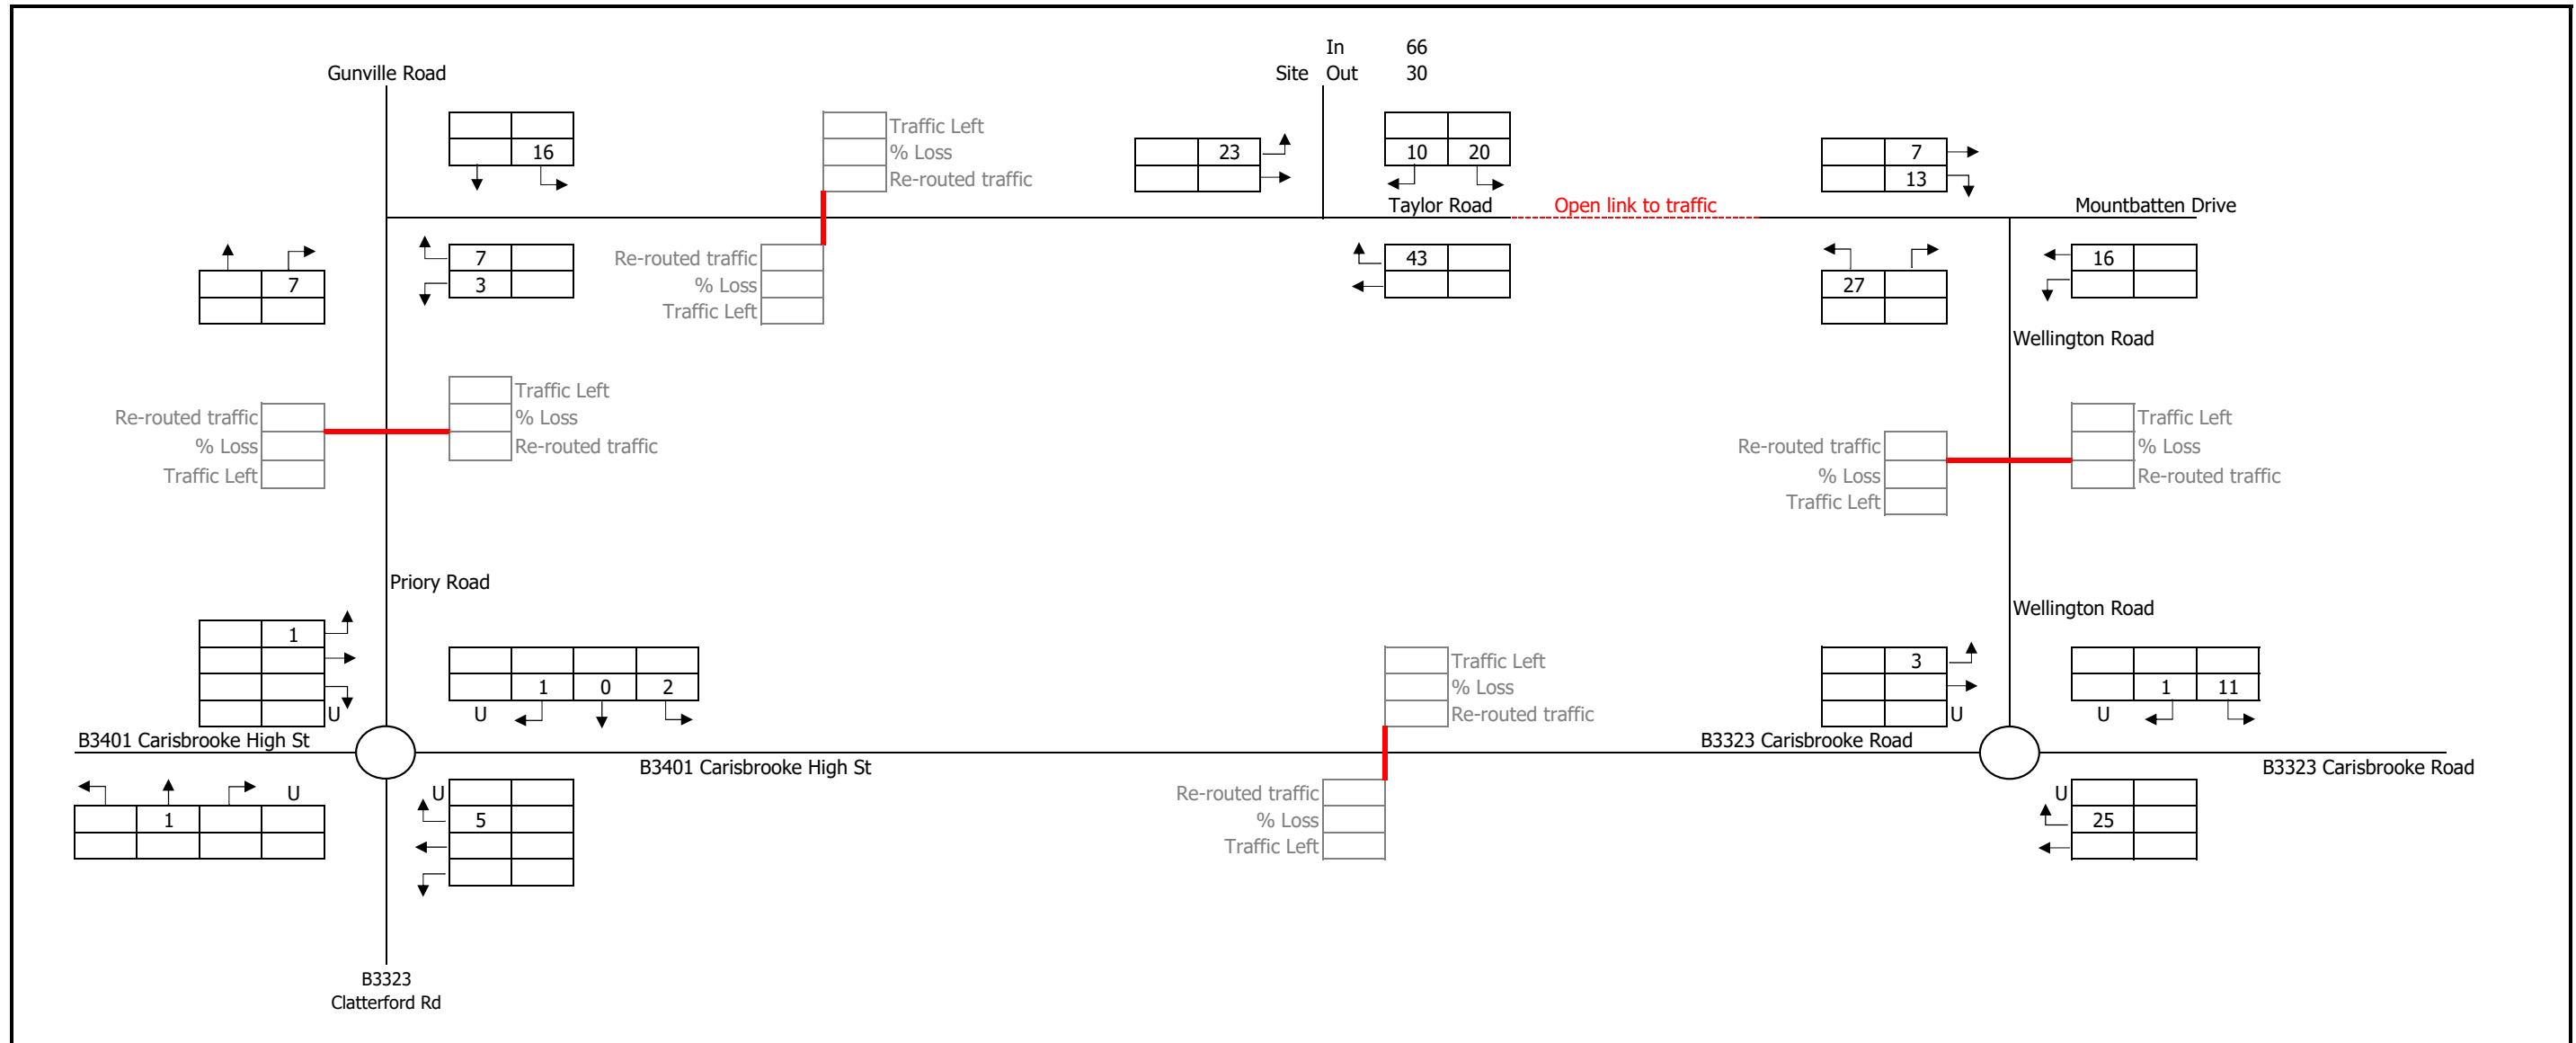 In 66
Gunville Road
Site Out 30
Traffic Left
16
% Loss
23
10 20
7
Re-routed traffic
13
Taylor Road
Open link to traffic
Mountbatten Drive
7
7
Re-routed traffic
43
16
3
% Loss
27
Traffic Left
Wellington Road
Traffic Left
Re-routed traffic
% Loss
Traffic Left
% Loss
Re-routed traffic
Re-routed traffic
% Loss
Traffic Left
% Loss
Re-routed traffic
Traffic Left
Priory Road
Wellington Road
1
Traffic Left
3
1 0 2
% Loss
1 11
U
U
Re-routed traffic
U
U
B3401 Carisbrooke High St
B3323 Carisbrooke Road
B3401 Carisbrooke High St
B3323 Carisbrooke Road
U
U
Re-routed traffic
U
1
5
% Loss
25
Traffic Left
B3323
Clatterford Rd